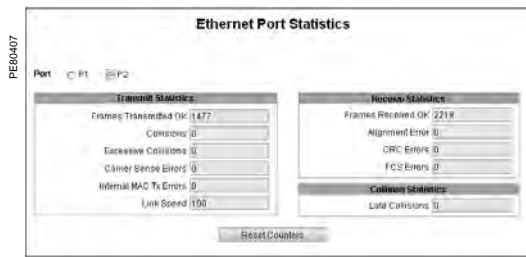 Ethernet Port Statistics
PE80407
Port P1 P2
Transmit Statistics
Frames Transmitted OK 1477
Collisions 0
Excessive Collisions 0
Carrier Sense Errors 0
Internal MAC Tx Errors 0
Link Speed 100
Receive Statistics
Frames Received OK 2219
Alignment Error 0
CRC Errors 0
FCS Errors 0
Collision Statistics
Late Collisions 0
Reset Counters